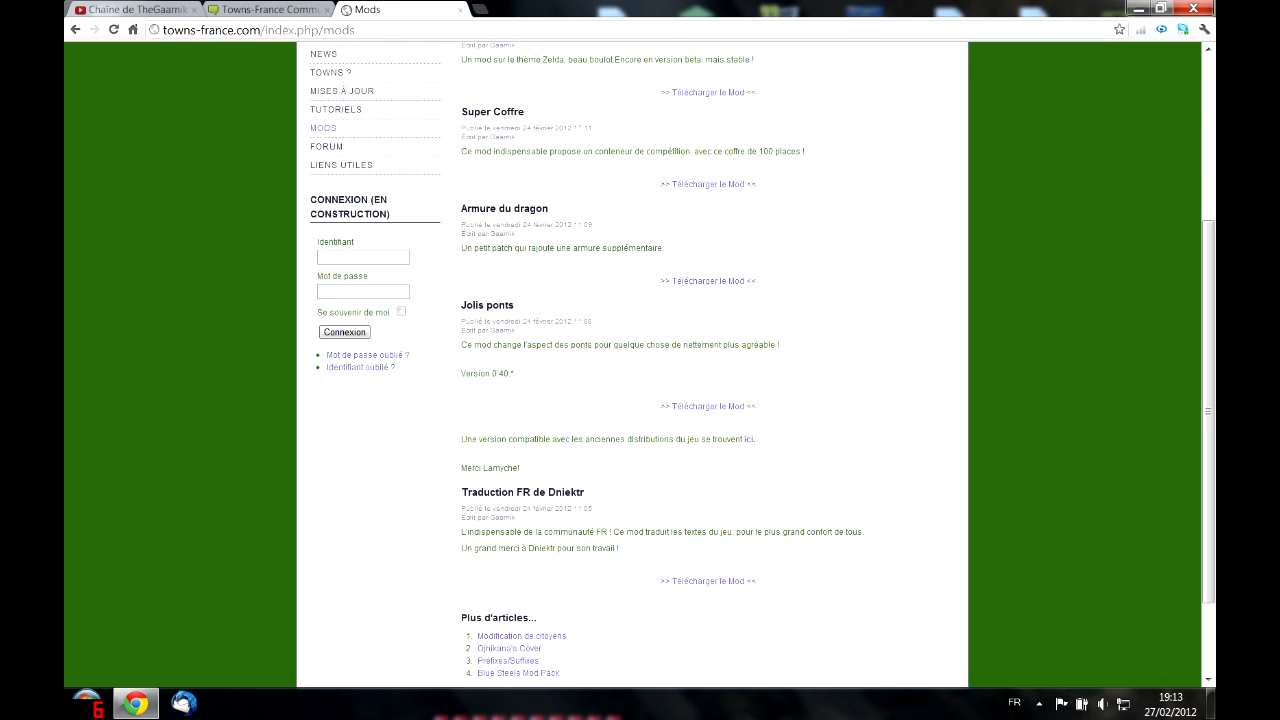 Chaîne de TheGaamik
Towns-France Commu
Mods
towns-france.com/index.php/mods
NEWS
TOWNS ?
MISES À JOUR
TUTORIELS
MODS
FORUM
LIENS UTILES
CONNEXION (EN
CONSTRUCTION)
Identifiant
Mot de passe
Se souvenir de moi
Connexion
Mot de passe oublié ?
Identifiant oublié ?
Écrit par Gaamik
Un mod sur le thème Zelda, beau boulot.Encore en version beta, mais stable !
>> Télécharger le Mod <<
Super Coffre
Publié le vendredi 24 février 2012 11:11
Écrit par Gaamik
Ce mod indispensable propose un conteneur de compétition, avec ce coffre de 100 places !
>> Télécharger le Mod <<
Armure du dragon
Publié le vendredi 24 février 2012 11:09
Écrit par Gaamik
Un petit patch qui rajoute une armure supplémentaire.
>> Télécharger le Mod <<
Jolis ponts
Publié le vendredi 24 février 2012 11:08
Écrit par Gaamik
Ce mod change l'aspect des ponts pour quelque chose de nettement plus agréable !
Version 0.40.*
>> Télécharger le Mod <<
Une version compatible avec les anciennes distributions du jeu se trouvent ici.
Merci Lamyche!
Traduction FR de Dniektr
Publié le vendredi 24 février 2012 11:05
Écrit par Gaamik
L'indispensable de la communauté FR ! Ce mod traduit les textes du jeu, pour le plus grand confort de tous.
Un grand merci à Dniektr pour son travail !
>> Télécharger le Mod <<
Plus d'articles...
1. Modification de citoyens
2. Ojnikana's Cover
3. Préfixes/Suffixes
4. Blue Steels Mod Pack
6
FR
19:13
27/02/2012